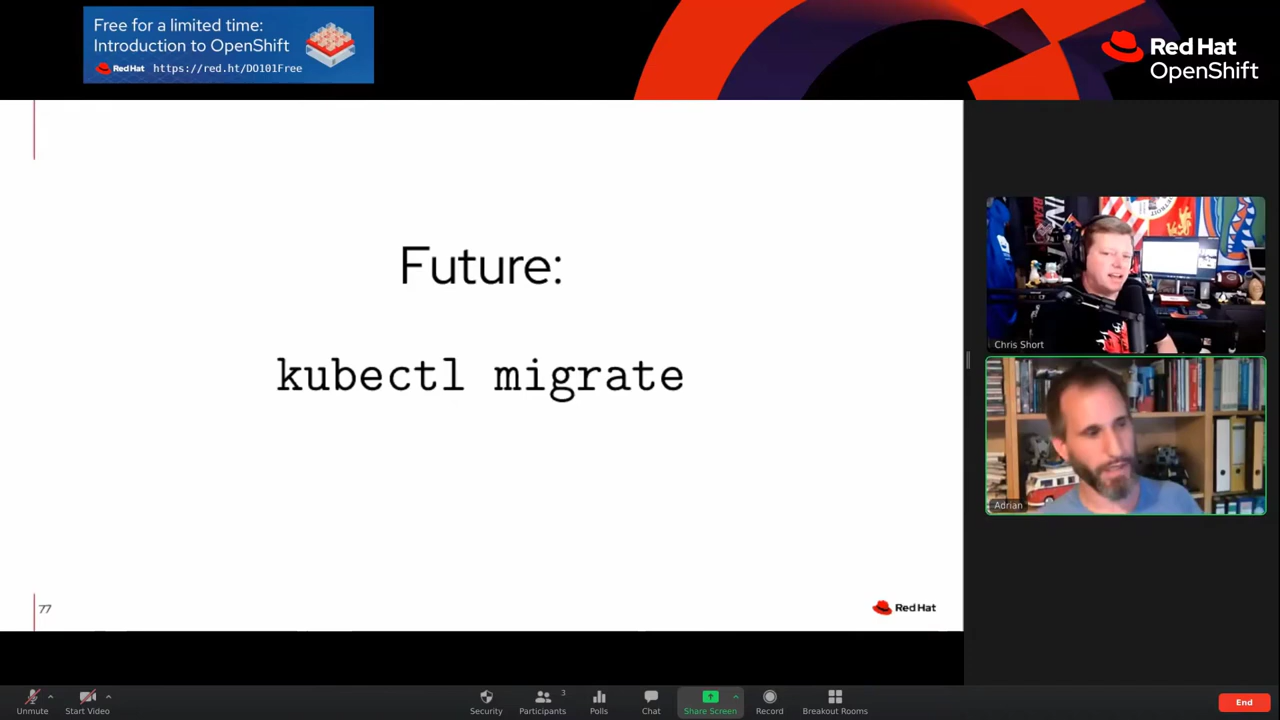 Free for a limited time:
Introduction to OpenShift
Red Hat https://red.ht/DO101Free
Red Hat
OpenShift
Future:
kubectl migrate
77
Red Hat
Chris Short
Adrian
Unmute
Start Video
Security
Participants
3
Polls
Chat
Share Screen
Record
Breakout Rooms
End